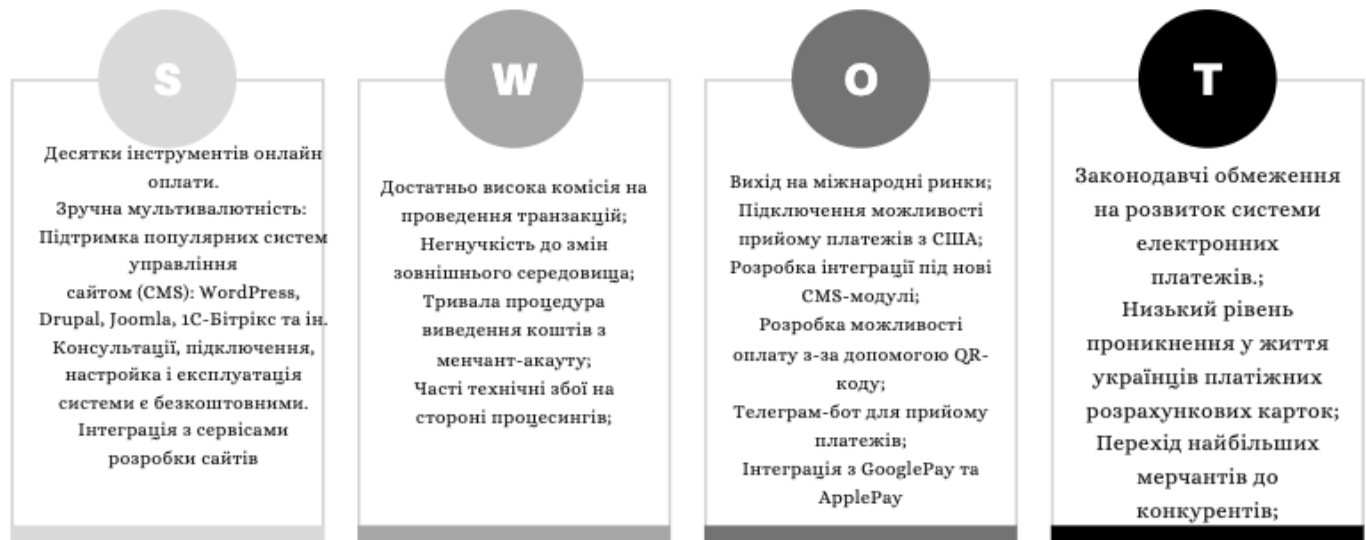 S
Десятки інструментів онлайн
оплати.
Зручна мультивалютність:
Підтримка популярних систем
управління
сайтом (CMS): WordPress,
Drupal, Joomla, 1С-Бітрікс та ін.
Консультації, підключення,
настройка і експлуатація
системи є безкоштовними.
Інтеграція з сервісами
розробки сайтів
W
Достатньо висока комісія на
проведення транзакцій;
Негнучкість до змін
зовнішнього середовища;
Тривала процедура
виведення коштів з
менчант-акауту;
Часті технічні збої на
стороні процесингів;
O
Вихід на міжнародні ринки;
Підключення можливості
прийому платежів з США;
Розробка інтеграції під нові
CMS-модулі;
Розробка можливості
оплату з-за допомогою QR-
коду;
Телеграм-бот для прийому
платежів;
Інтеграція з GooglePay та
ApplePay
T
Законодавчі обмеження
на розвиток системи
електронних
платежів.;
Низький рівень
проникнення у життя
українців платіжних
розрахункових карток;
Перехід найбільших
мерчантів до
конкурентів;